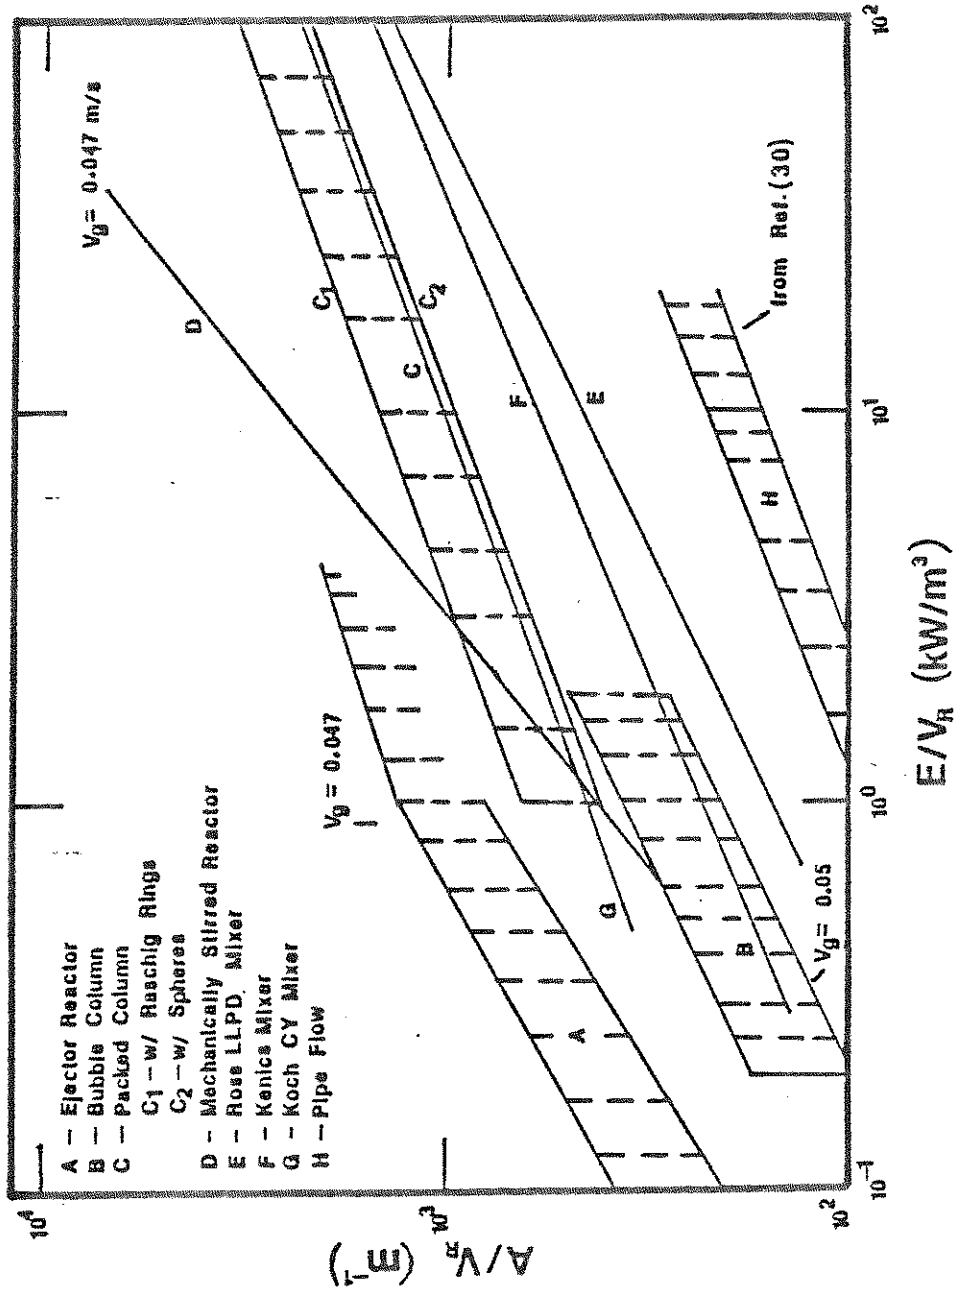 A – Ejector Reactor
B – Bubble Column
C – Packed Column
C1 – w/ Raschig Rings
C2 – w/ Spheres
D – Mechanically Stirred Reactor
E – Ross LLPD. Mixer
F – Kenics Mixer
G – Koch CY Mixer
H – Pipe Flow
Vg= 0.047 m/s
Vg= 0.047
Vg= 0.05
from Ref.(30)
A
B
C
C1
C2
D
E
F
G
H
10^4
10^3
10^2
A/VR (m^-1)
10^-1
10^0
10^1
10^2
E/VR (kW/m^3)